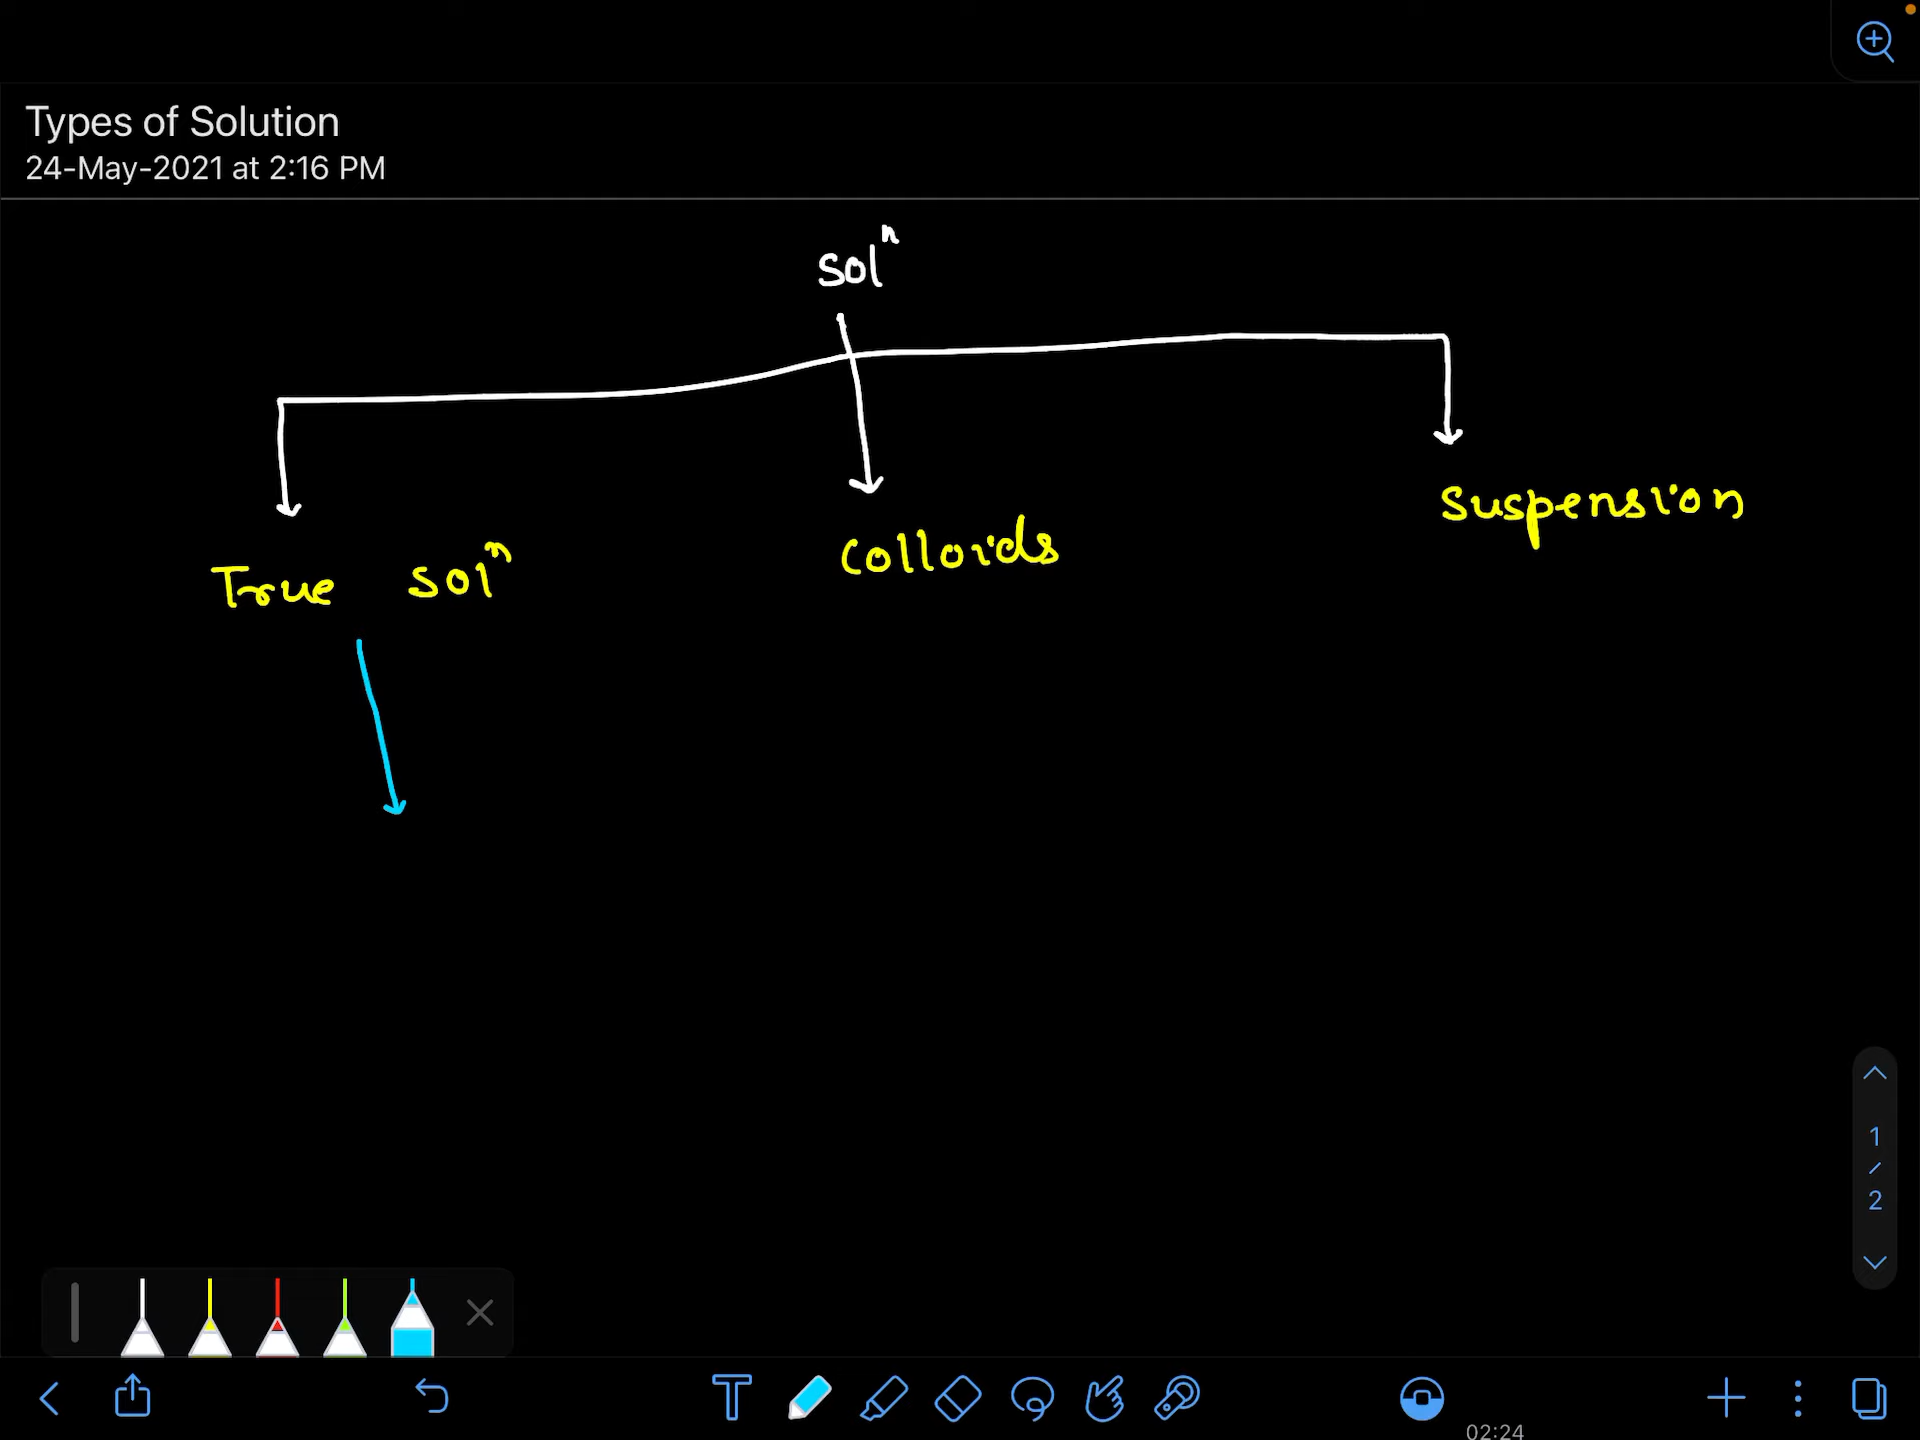 Types of Solution
24-May-2021 at 2:16 PM
Solⁿ
True Solⁿ
Colloids
Suspension
1
/
2
02:24